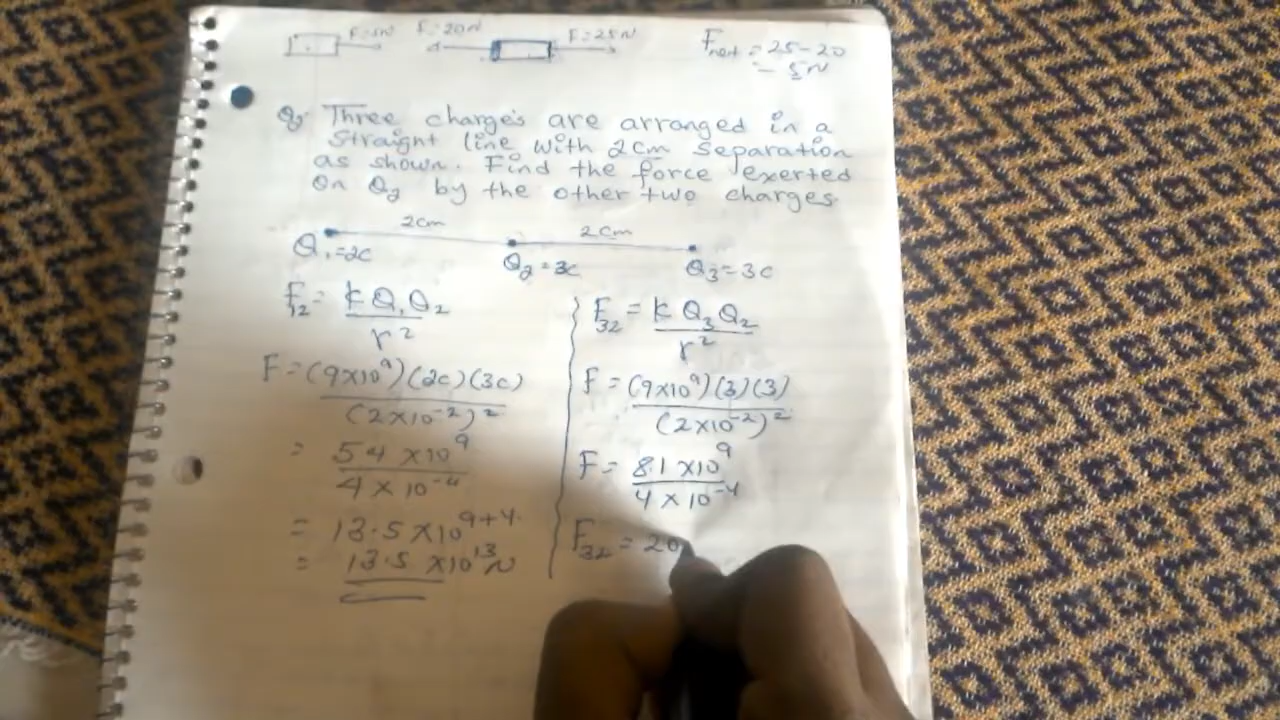 F=5N F=20N F=25N Fnet = 25-20
= 5N
Q: Three charges are arranged in a
straight line with 2cm separation
as shown. Find the force exerted
on Q2 by the other two charges.
2cm 2cm
Q1=2C Q2=3C Q3=3C
F12 = kQ1Q2
r²
F=(9x10⁹)(2c)(3c)
(2x10⁻²)²
= 54 x10⁹
4 x 10⁻⁴
= 13.5 x10⁹⁺⁴
= 13.5 x10¹³N
F32 = kQ3Q2
r²
F = (9x10⁹)(3)(3)
(2x10⁻²)²
F = 81 x10⁹
4 x 10⁻⁴
F32 = 20